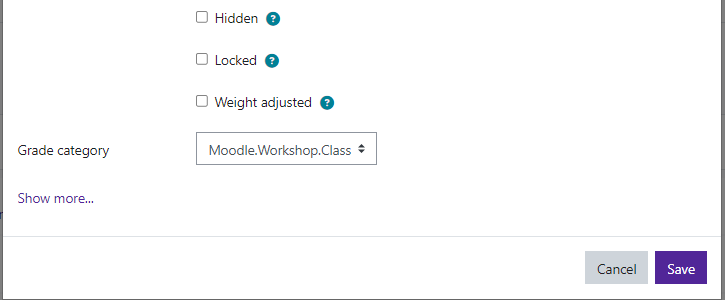 Hidden ?
Locked ?
Weight adjusted ?
Grade category Moodle.Workshop.Class
Show more...
Cancel Save